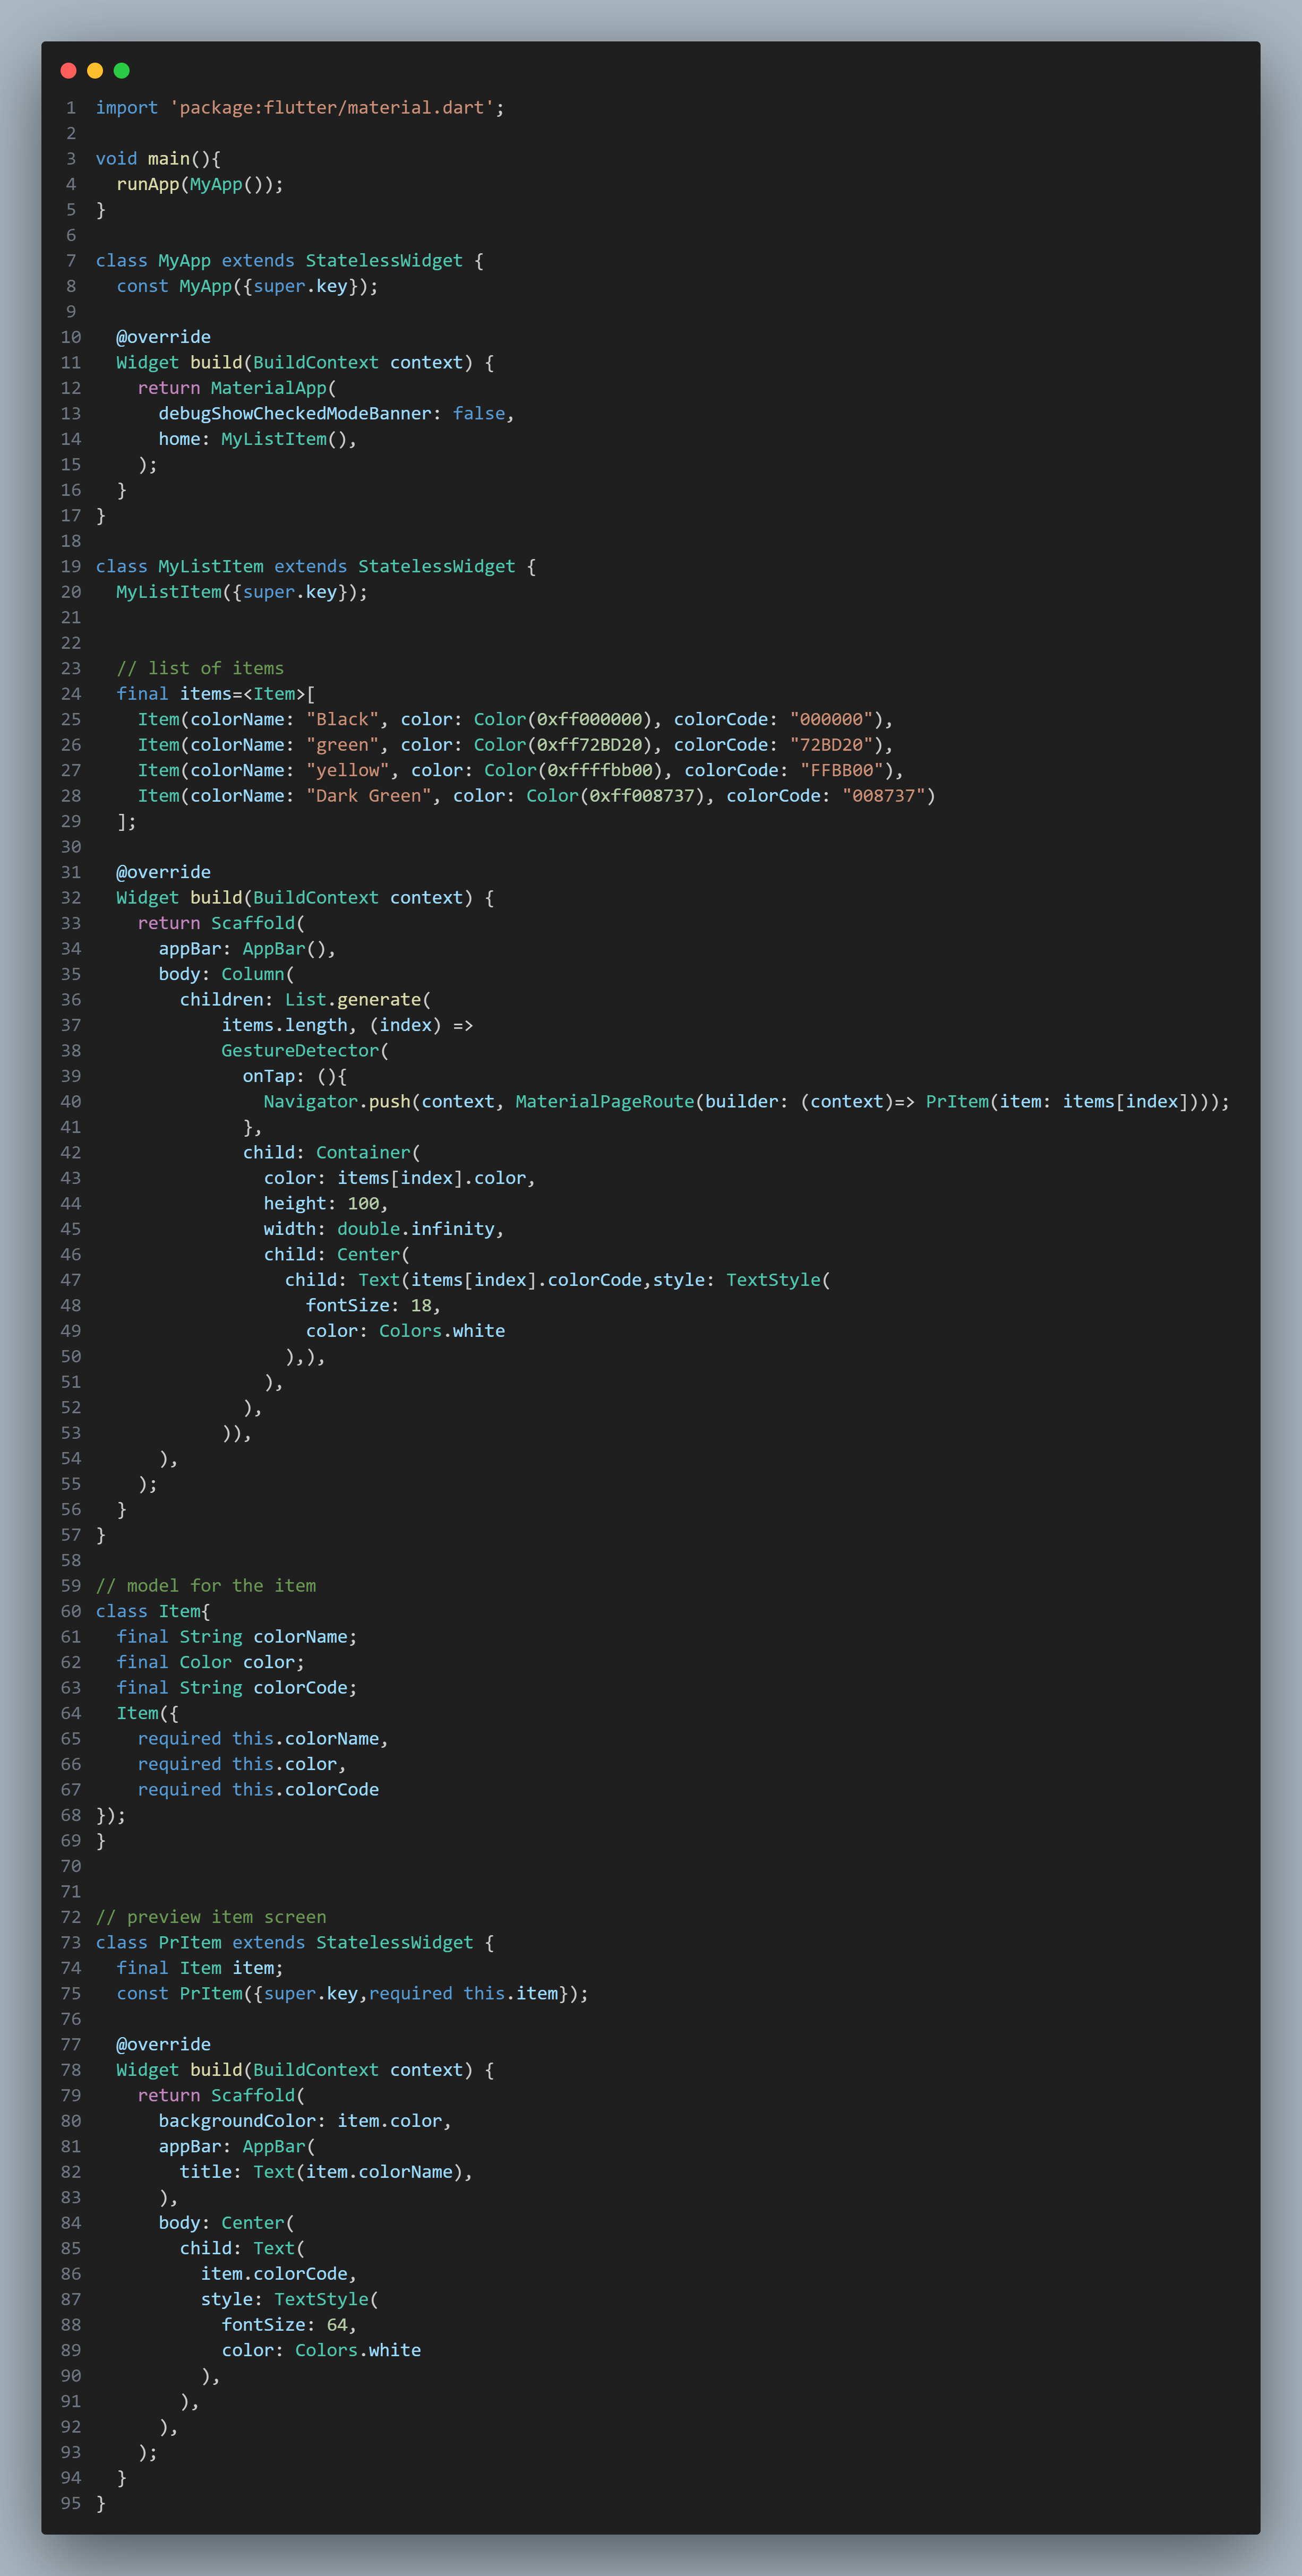 1 import 'package:flutter/material.dart';
2
3 void main(){
4   runApp(MyApp());
5 }
6
7 class MyApp extends StatelessWidget {
8   const MyApp({super.key});
9
10   @override
11   Widget build(BuildContext context) {
12     return MaterialApp(
13       debugShowCheckedModeBanner: false,
14       home: MyListItem(),
15     );
16   }
17 }
18
19 class MyListItem extends StatelessWidget {
20   MyListItem({super.key});
21
22
23   // list of items
24   final items=<Item>[
25     Item(colorName: "Black", color: Color(0xff000000), colorCode: "000000"),
26     Item(colorName: "green", color: Color(0xff72BD20), colorCode: "72BD20"),
27     Item(colorName: "yellow", color: Color(0xffffbb00), colorCode: "FFBB00"),
28     Item(colorName: "Dark Green", color: Color(0xff008737), colorCode: "008737")
29   ];
30
31   @override
32   Widget build(BuildContext context) {
33     return Scaffold(
34       appBar: AppBar(),
35       body: Column(
36         children: List.generate(
37             items.length, (index) =>
38             GestureDetector(
39               onTap: (){
40                 Navigator.push(context, MaterialPageRoute(builder: (context)=> PrItem(item: items[index])));
41               },
42               child: Container(
43                 color: items[index].color,
44                 height: 100,
45                 width: double.infinity,
46                 child: Center(
47                   child: Text(items[index].colorCode,style: TextStyle(
48                     fontSize: 18,
49                     color: Colors.white
50                   ),),
51                 ),
52               ),
53             )),
54       ),
55     );
56   }
57 }
58
59 // model for the item
60 class Item{
61   final String colorName;
62   final Color color;
63   final String colorCode;
64   Item({
65     required this.colorName,
66     required this.color,
67     required this.colorCode
68 });
69 }
70
71
72 // preview item screen
73 class PrItem extends StatelessWidget {
74   final Item item;
75   const PrItem({super.key,required this.item});
76
77   @override
78   Widget build(BuildContext context) {
79     return Scaffold(
80       backgroundColor: item.color,
81       appBar: AppBar(
82         title: Text(item.colorName),
83       ),
84       body: Center(
85         child: Text(
86           item.colorCode,
87           style: TextStyle(
88             fontSize: 64,
89             color: Colors.white
90           ),
91         ),
92       ),
93     );
94   }
95 }